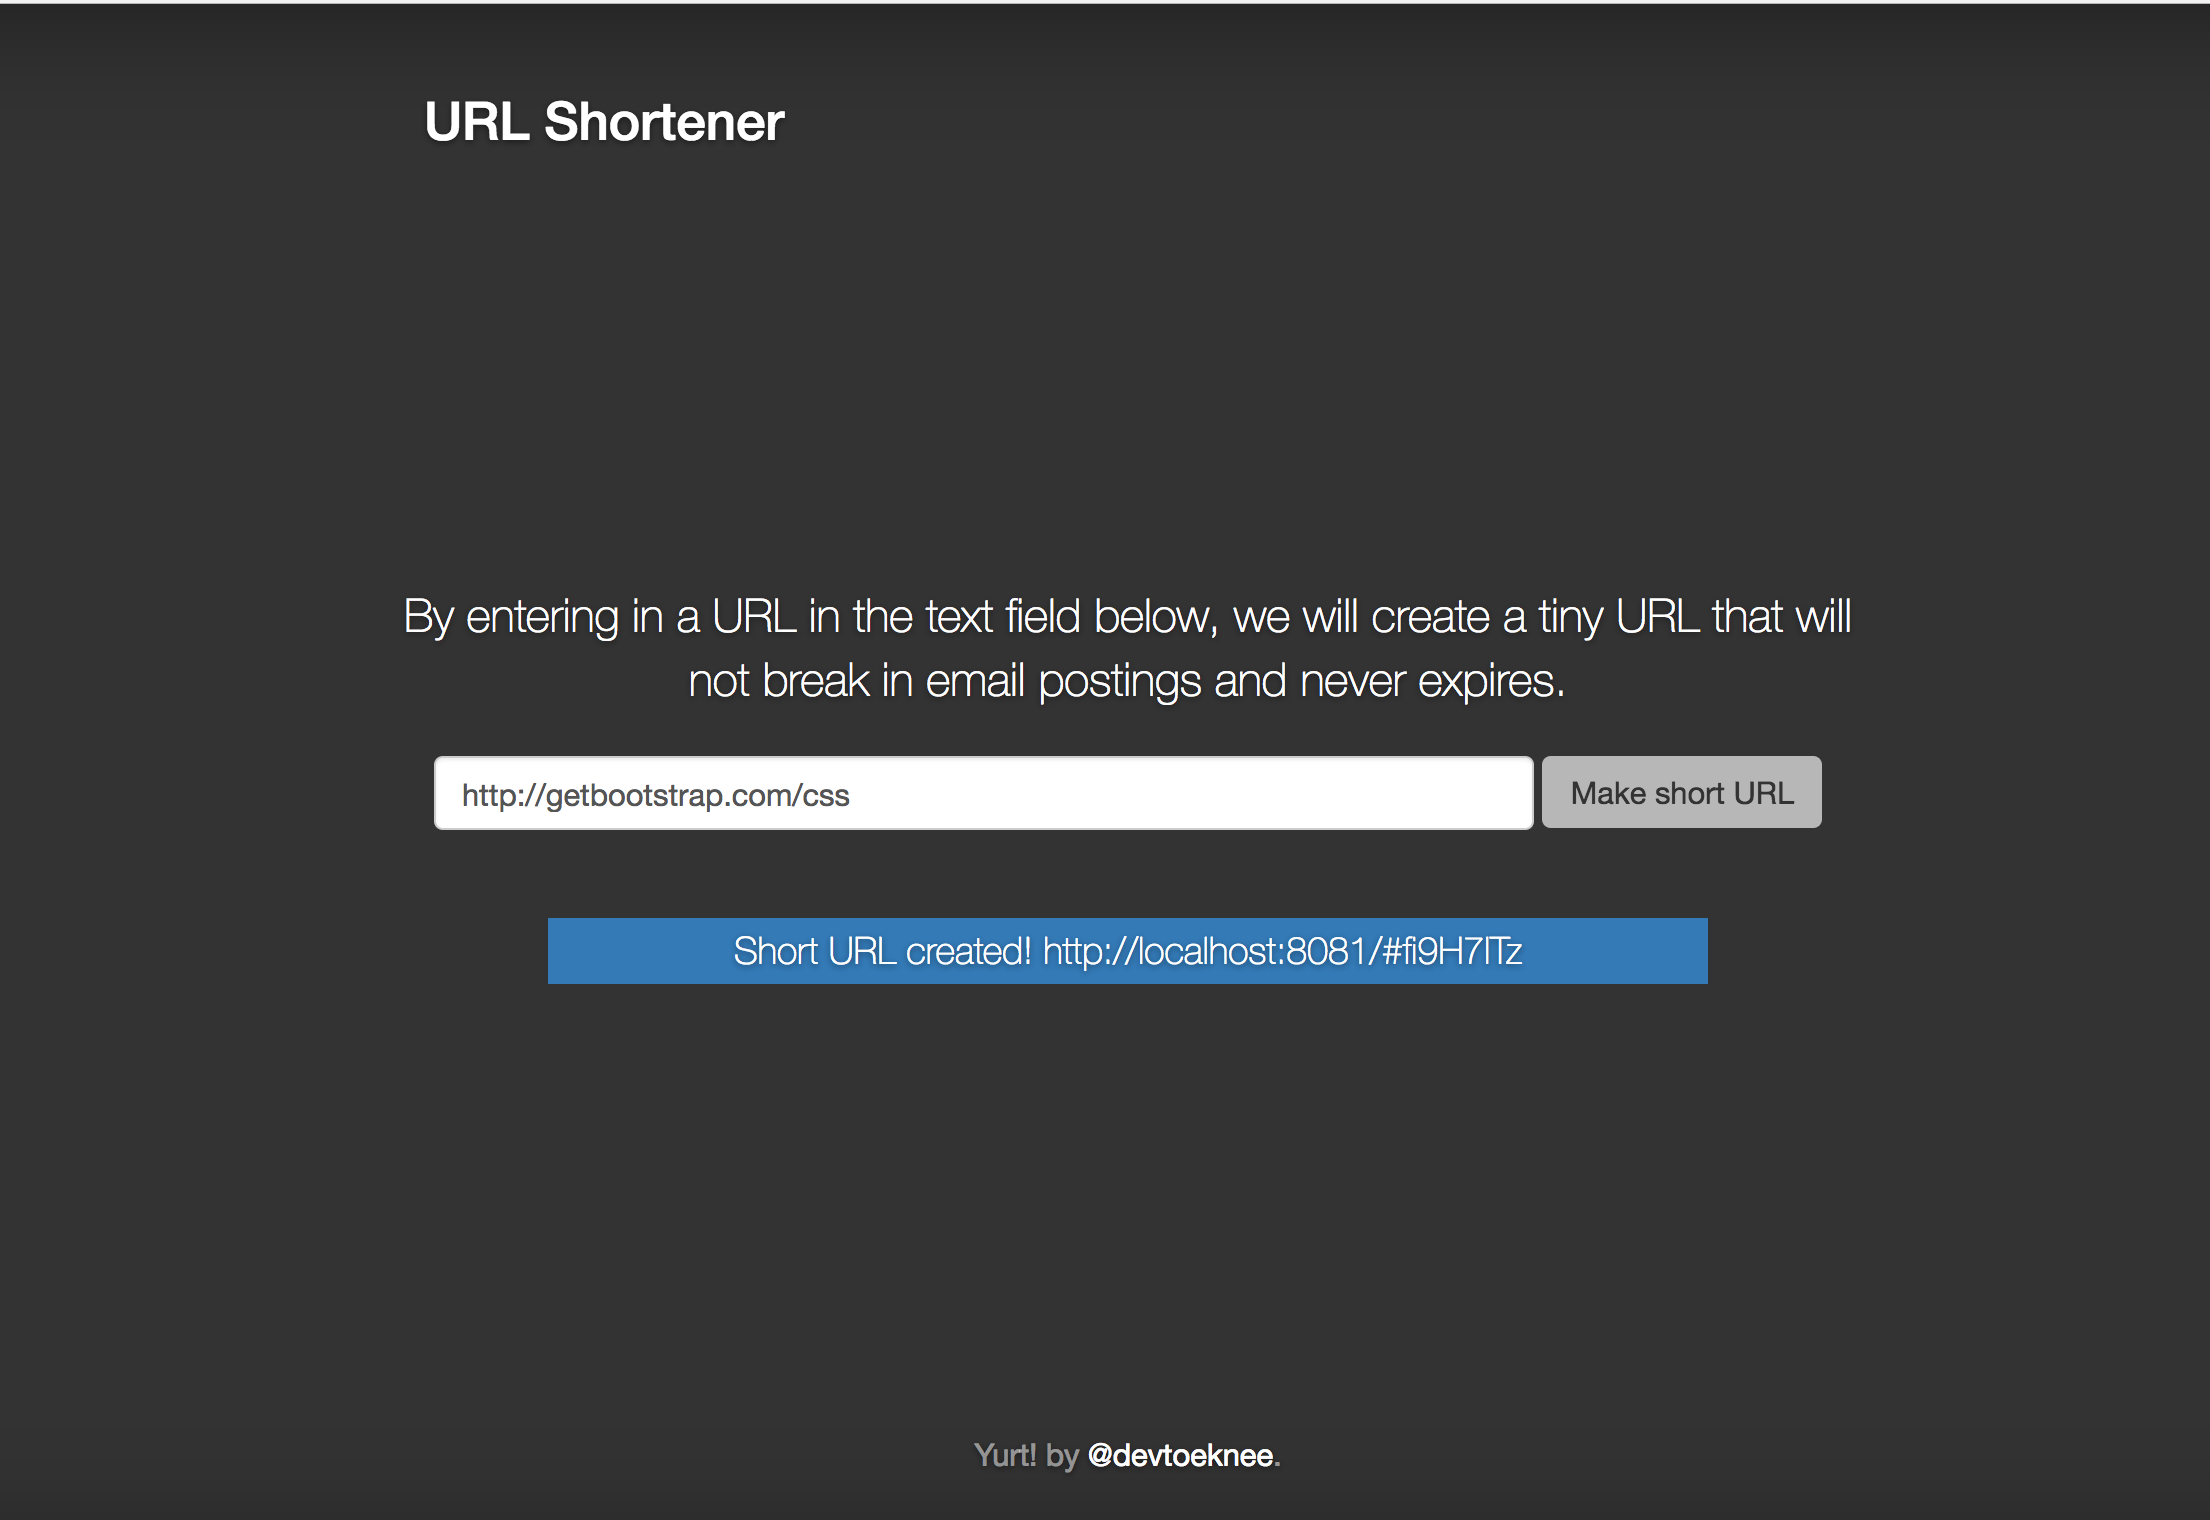 URL Shortener
By entering in a URL in the text field below, we will create a tiny URL that will
not break in email postings and never expires.
http://getbootstrap.com/css
Make short URL
Short URL created! http://localhost:8081/#fi9H7lTz
Yurt! by @devtoeknee.